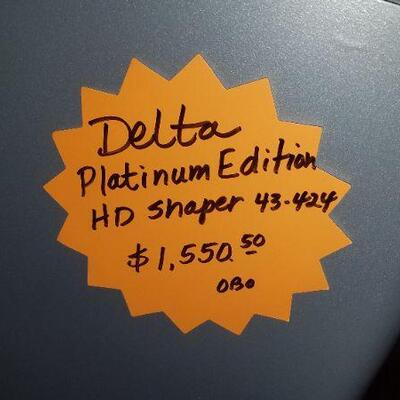 Delta
Platinum Edition
HD Shaper 43-424
$1,550.50
OBO